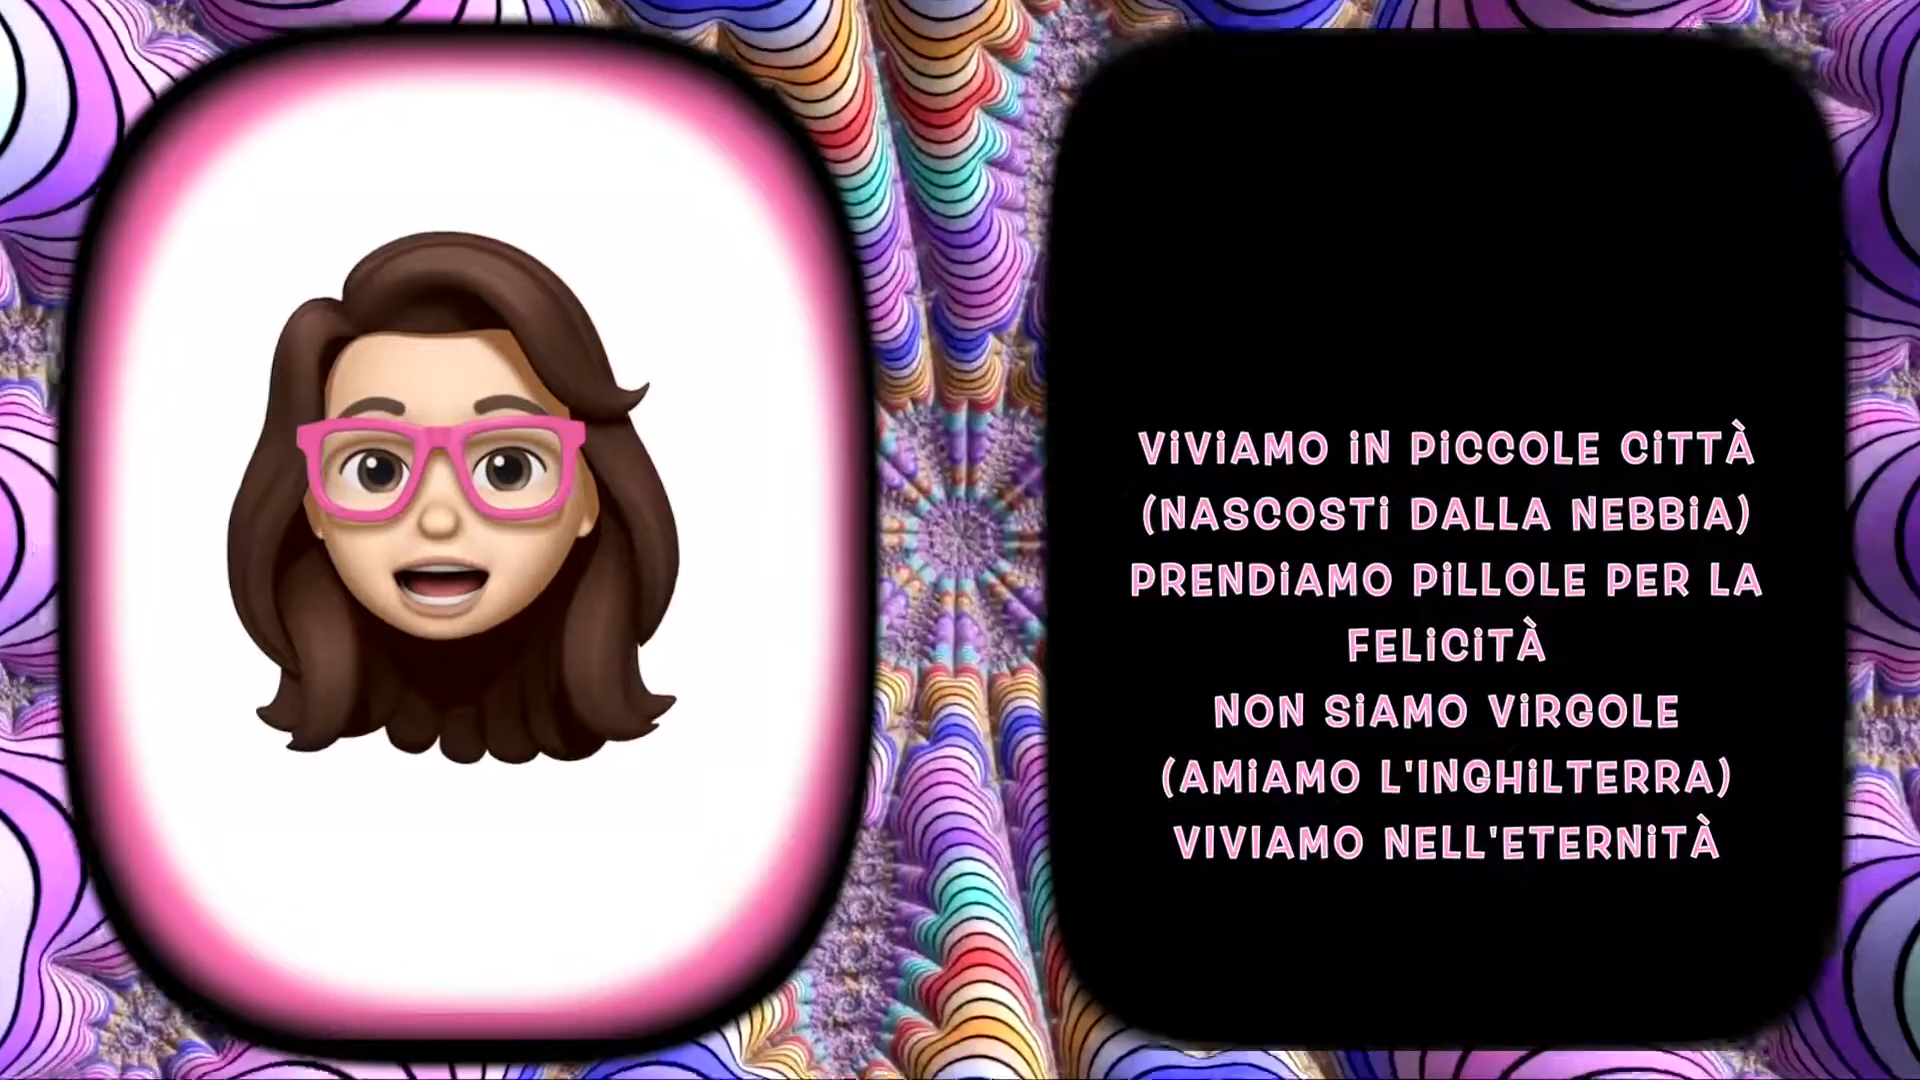 VIVIAMO IN PICCOLE CITTÀ
(NASCOSTI DALLA NEBBIA)
PRENDIAMO PILLOLE PER LA
FELICITÀ
NON SIAMO VIRGOLE
(AMIAMO L'INGHILTERRA)
VIVIAMO NELL'ETERNITÀ